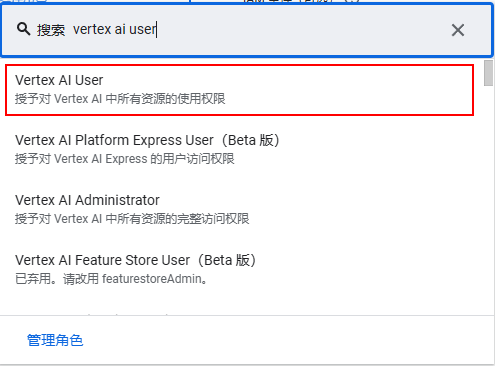 搜索 vertex ai user
Vertex AI User
授予对 Vertex AI 中所有资源的使用权限
Vertex AI Platform Express User（Beta 版）
授予对 Vertex AI Express 的用户访问权限
Vertex AI Administrator
授予对 Vertex AI 中所有资源的完整访问权限
Vertex AI Feature Store User（Beta 版）
已弃用。请改用 featurestoreAdmin。
管理角色